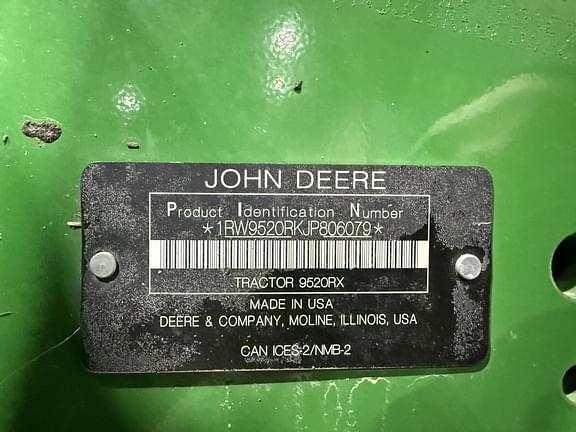 JOHN DEERE
Product Identification Number
*1RW9520RKJP806079*
TRACTOR 9520RX
MADE IN USA
DEERE & COMPANY, MOLINE, ILLINOIS, USA
CAN ICES-2/NMB-2